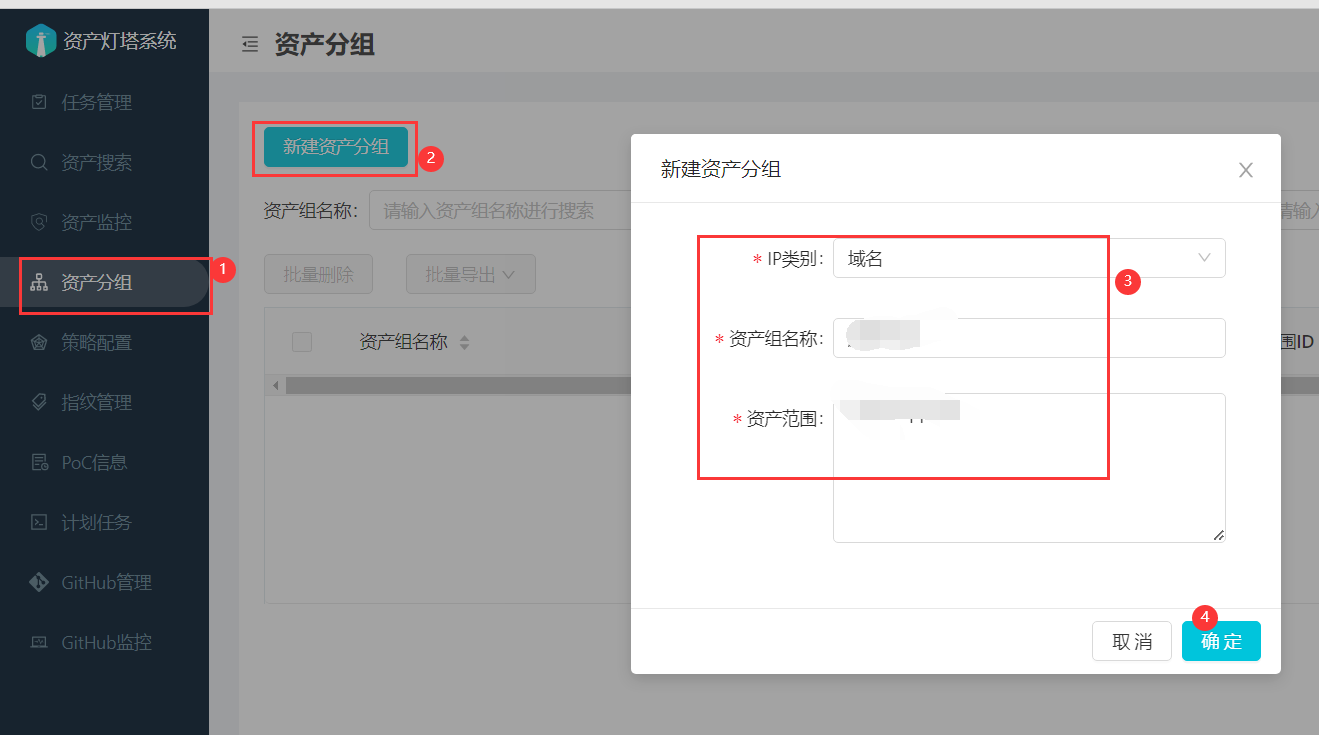 资产灯塔系统
资产分组
任务管理
资产搜索
资产监控
资产分组
1
策略配置
指纹管理
PoC信息
计划任务
GitHub管理
GitHub监控
新建资产分组
2
资产组名称：
请输入资产组名称进行搜索
批量删除
批量导出
资产组名称
请输入
围ID
新建资产分组
* IP类别：
域名
3
* 资产组名称：
* 资产范围：
4
取消
确定